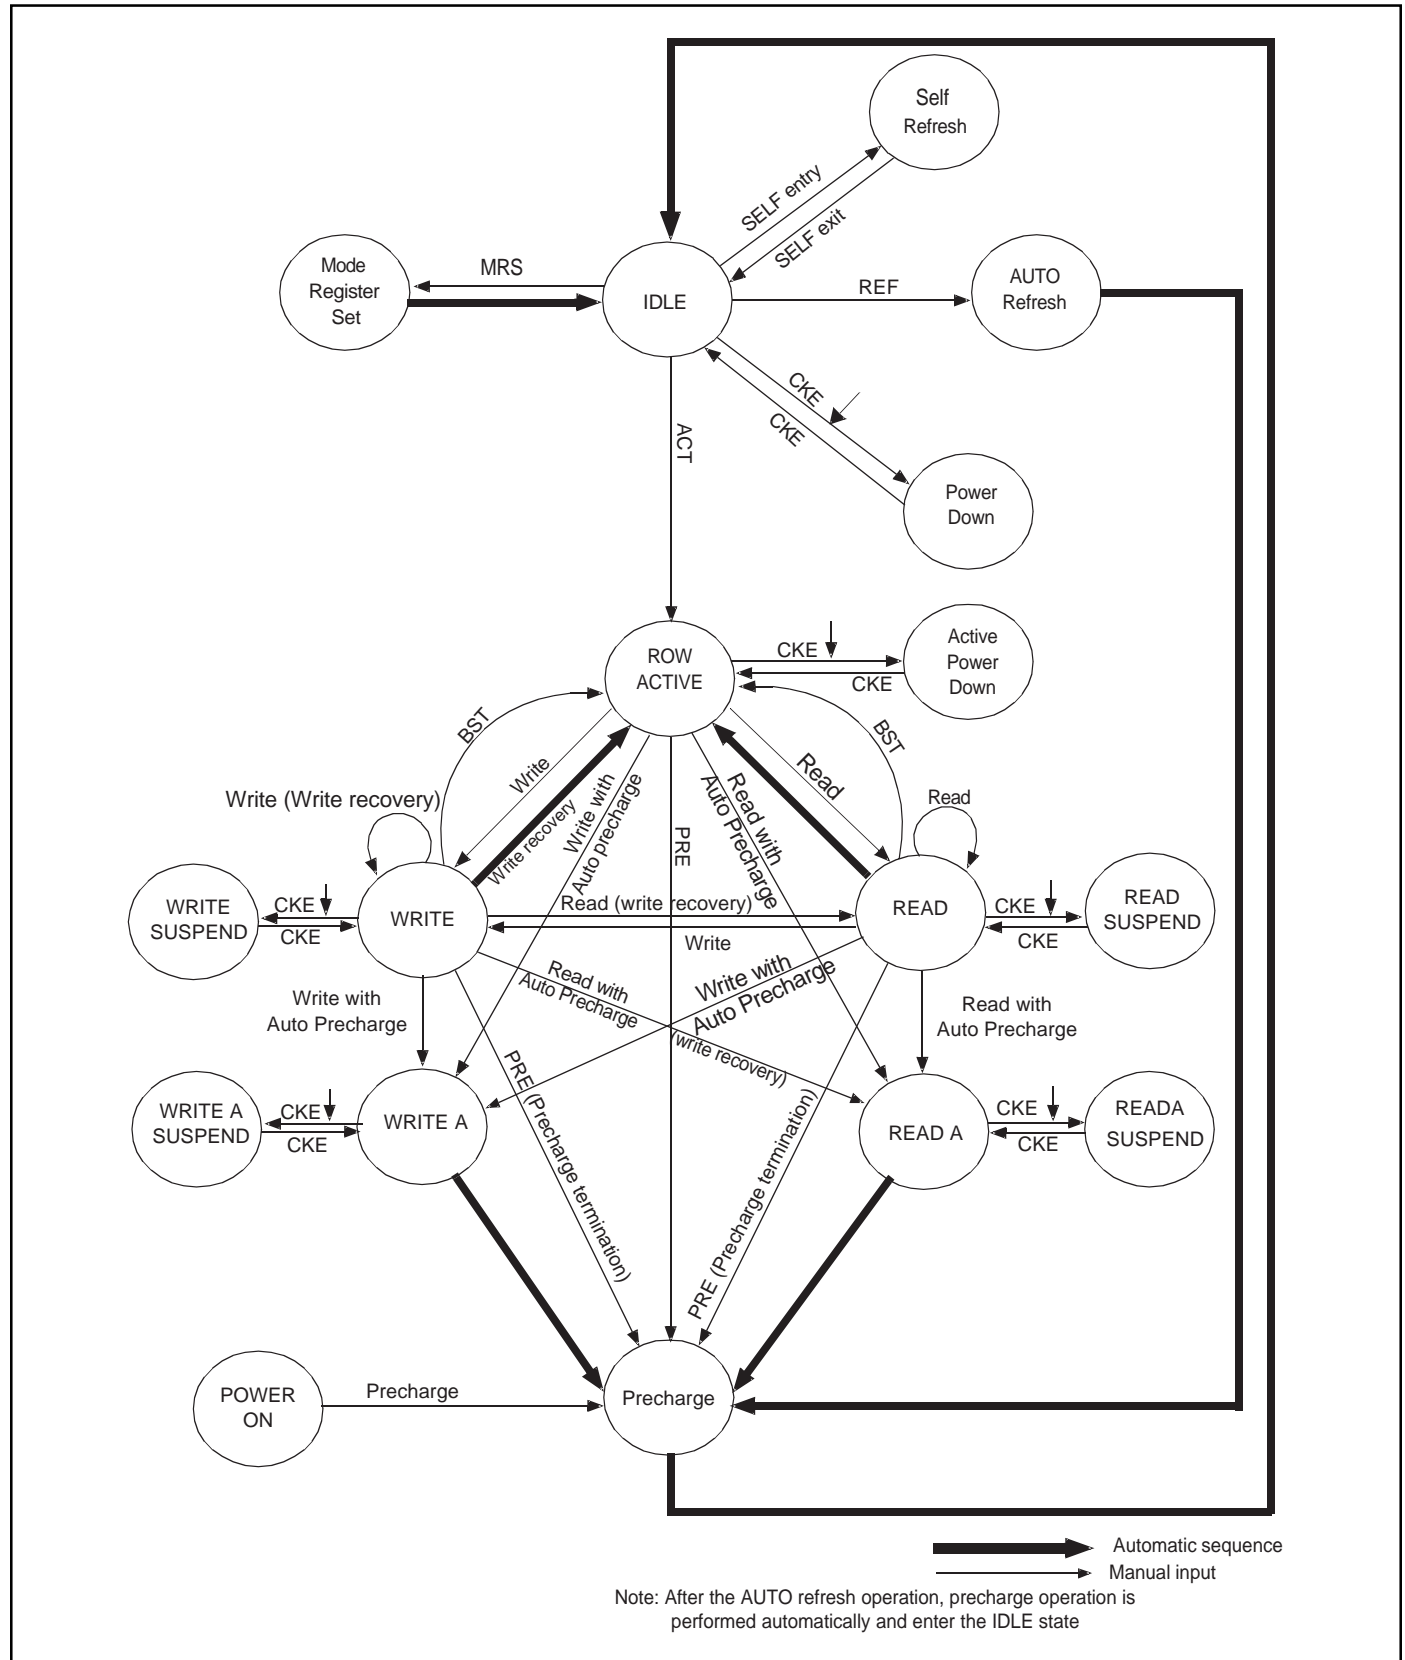 Self
Refresh
SELF entry
SELF exit
Mode
Register
Set
MRS
IDLE
REF
AUTO
Refresh
CKE
CKE
ACT
Power
Down
ROW
ACTIVE
CKE
CKE
Active
Power
Down
BST
BST
Write
Write recovery
Write with
Auto precharge
PRE
Read with
Auto Precharge
Read
Write (Write recovery)
Read
WRITE
SUSPEND
CKE
CKE
WRITE
Read (write recovery)
Write
READ
CKE
CKE
READ
SUSPEND
Write with
Auto Precharge
Read with
Auto Precharge
(write recovery)
Write with
Auto Precharge
Read with
Auto Precharge
PRE (Precharge termination)
PRE (Precharge termination)
WRITE A
SUSPEND
CKE
CKE
WRITE A
READ A
CKE
CKE
READA
SUSPEND
POWER
ON
Precharge
Precharge
Automatic sequence
Manual input
Note: After the AUTO refresh operation, precharge operation is
performed automatically and enter the IDLE state